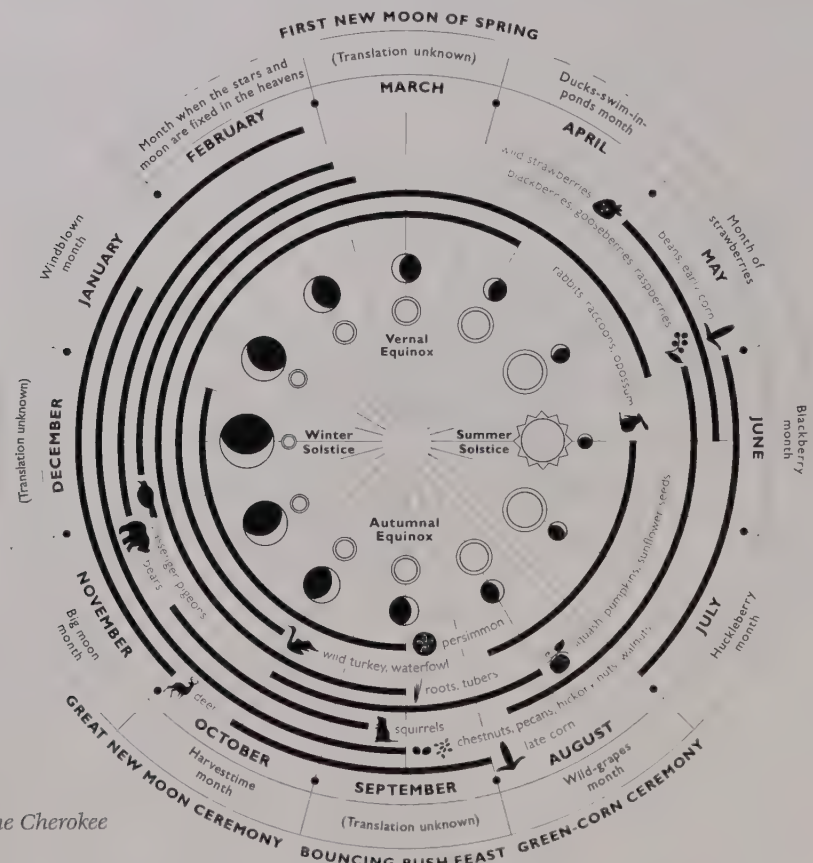 FIRST NEW MOON OF SPRING
(Translation unknown)
MARCH
Ducks-swim-in-
ponds month
APRIL
Month of
strawberries
MAY
Blackberry
month
JUNE
Huckleberry
month
JULY
Wild-grapes
month
AUGUST
GREEN-CORN CEREMONY
SEPTEMBER
(Translation unknown)
BOUNCING BUSH FEAST
OCTOBER
Harvesttime
month
GREAT NEW MOON CEREMONY
NOVEMBER
Big moon
month
DECEMBER
(Translation unknown)
JANUARY
Windblown
month
Month when the stars and
moon are fixed in the heavens
FEBRUARY
wild strawberries
blackberries, gooseberries, raspberries
beans, early corn
rabbits, raccoons, opossum
squash, pumpkins, sunflower seeds
chestnuts, pecans, hickory nuts, walnuts
late corn
persimmon
wild turkey, waterfowl
roots, tubers
squirrels
deer
bears
pigeons
Vernal
Equinox
Winter
Solstice
Summer
Solstice
Autumnal
Equinox
Cherokee